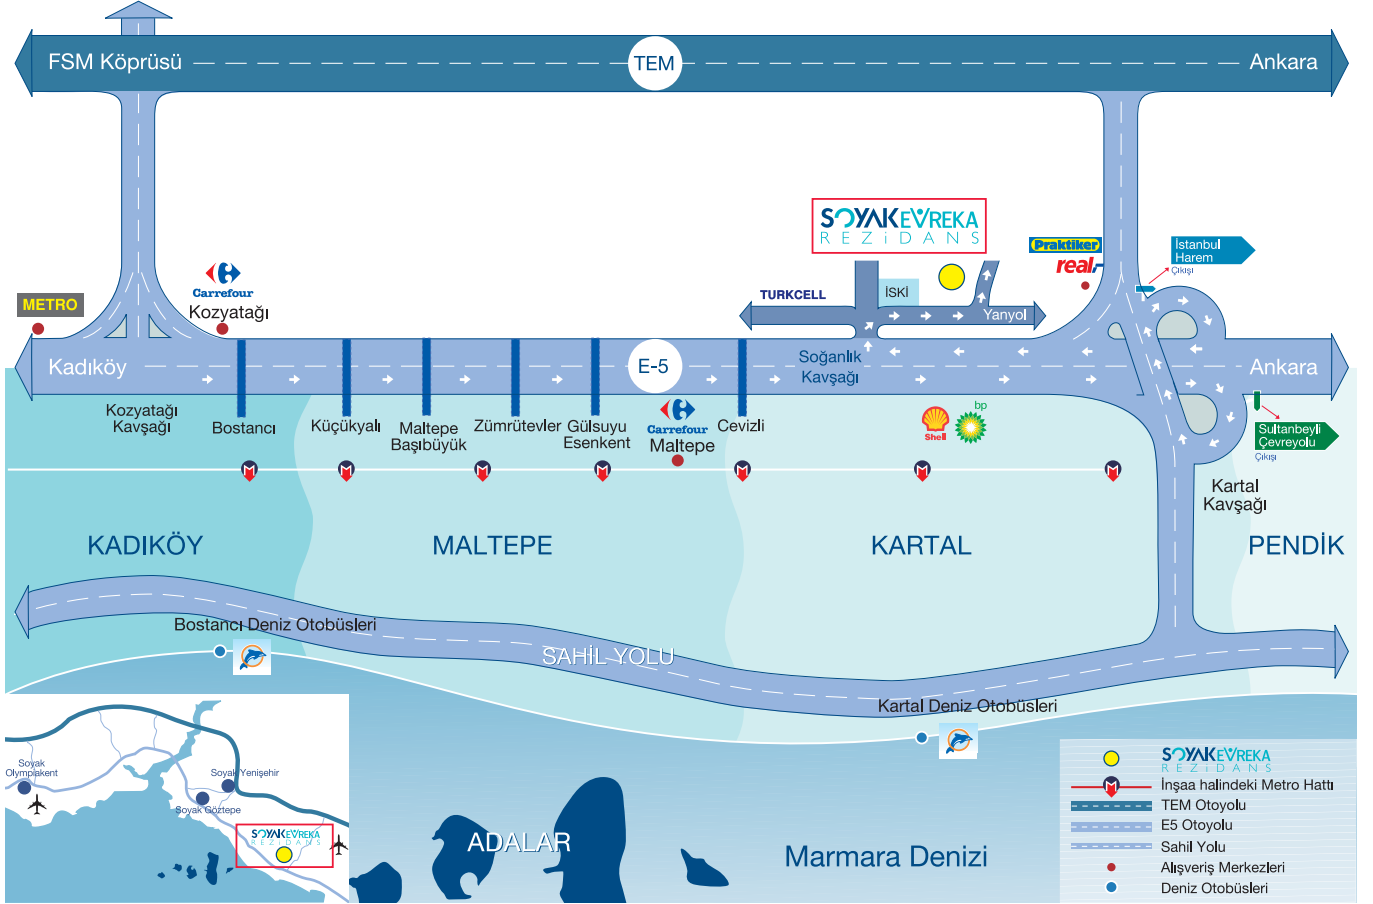 FSM Köprüsü
TEM
Ankara
SOYAK EVREKA
REZiDANS
Praktiker
real,-
İstanbul
Harem
Çıkışı
METRO
Carrefour
Kozyatağı
TURKCELL
İSKİ
Yanyol
Kadıköy
E-5
Soğanlık
Kavşağı
Ankara
Kozyatağı
Kavşağı
Bostancı
Küçükyalı
Maltepe
Başıbüyük
Zümrütevler
Gülsuyu
Esenkent
Carrefour
Maltepe
Cevizli
Shell
bp
Sultanbeyli
Çevreyolu
Çıkışı
M
M
M
M
M
M
M
Kartal
Kavşağı
KADIKÖY
MALTEPE
KARTAL
PENDİK
Bostancı Deniz Otobüsleri
SAHİL YOLU
Kartal Deniz Otobüsleri
Soyak
Olympiakent
Soyak Yenişehir
Soyak Göztepe
SOYAK EVREKA
REZiDANS
ADALAR
Marmara Denizi
SOYAK EVREKA
REZiDANS
M
İnşaa halindeki Metro Hattı
TEM Otoyolu
E5 Otoyolu
Sahil Yolu
Alışveriş Merkezleri
Deniz Otobüsleri